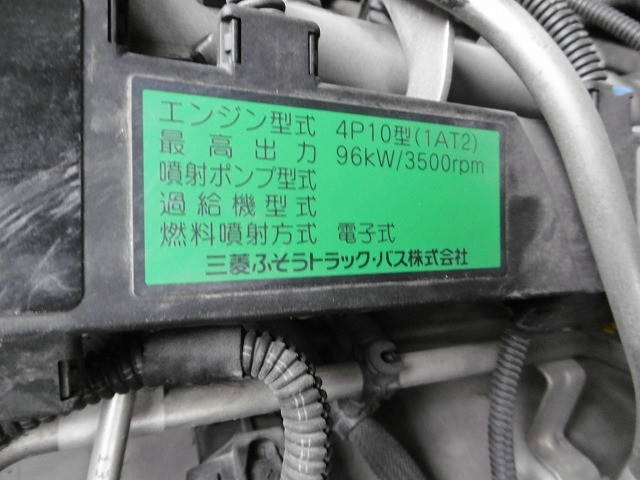 エンジン型式 4P10型(1AT2)
最高出力 96kW/3500rpm
噴射ポンプ型式
過給機型式
燃料噴射方式 電子式
三菱ふそうトラック・バス株式会社